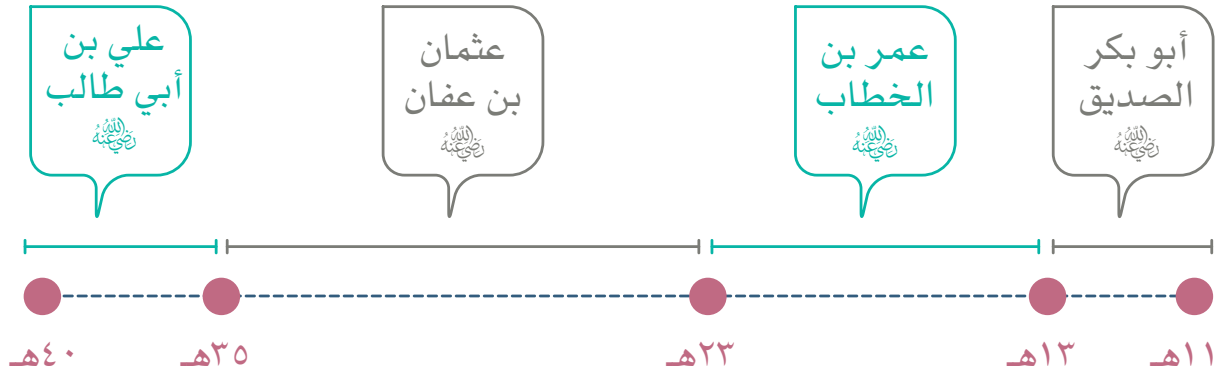 أبو بكر
الصديق
رضي الله عنه
عمر بن
الخطاب
رضي الله عنه
عثمان
بن عفان
رضي الله عنه
علي بن
أبي طالب
رضي الله عنه
١١هـ
١٣هـ
٢٣هـ
٣٥هـ
٤٠هـ